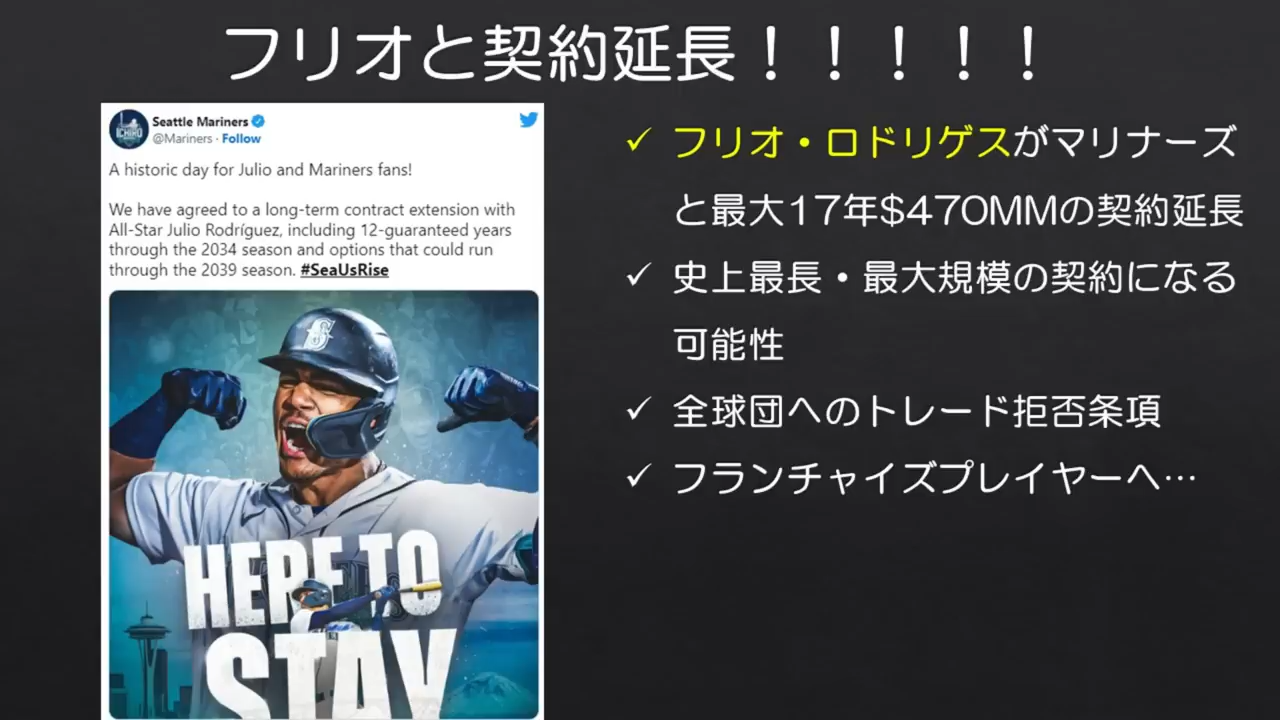 フリオと契約延長！！！！！
ICHIRO
Seattle Mariners
@Mariners · Follow
A historic day for Julio and Mariners fans!
We have agreed to a long-term contract extension with
All-Star Julio Rodríguez, including 12-guaranteed years
through the 2034 season and options that could run
through the 2039 season. #SeaUsRise
S
HERE TO
STAY
✓ フリオ・ロドリゲスがマリナーズ
と最大17年$470MMの契約延長
✓ 史上最長・最大規模の契約になる
可能性
✓ 全球団へのトレード拒否条項
✓ フランチャイズプレイヤーへ…